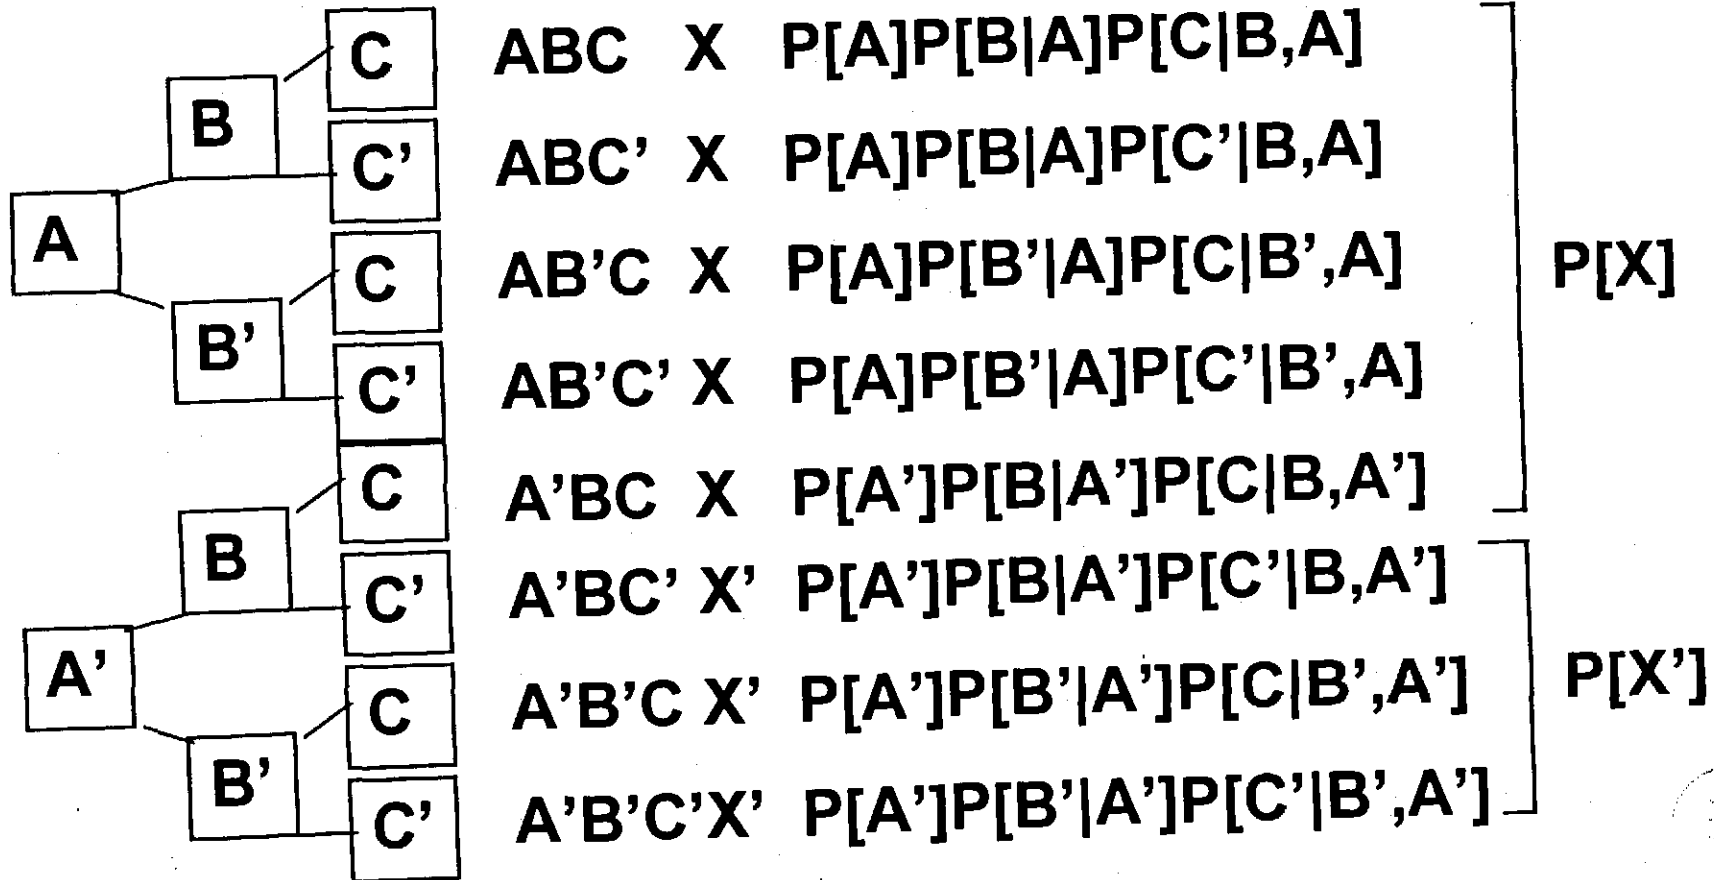 C ABC X P[A]P[B|A]P[C|B,A]
B
C' ABC' X P[A]P[B|A]P[C'|B,A]
A
C AB'C X P[A]P[B'|A]P[C|B',A] P[X]
B'
C' AB'C' X P[A]P[B'|A]P[C'|B',A]
C A'BC X P[A']P[B|A']P[C|B,A']
B
C' A'BC' X' P[A']P[B|A']P[C'|B,A']
A'
C A'B'C X' P[A']P[B'|A']P[C|B',A'] P[X']
B'
C' A'B'C'X' P[A']P[B'|A']P[C'|B',A']